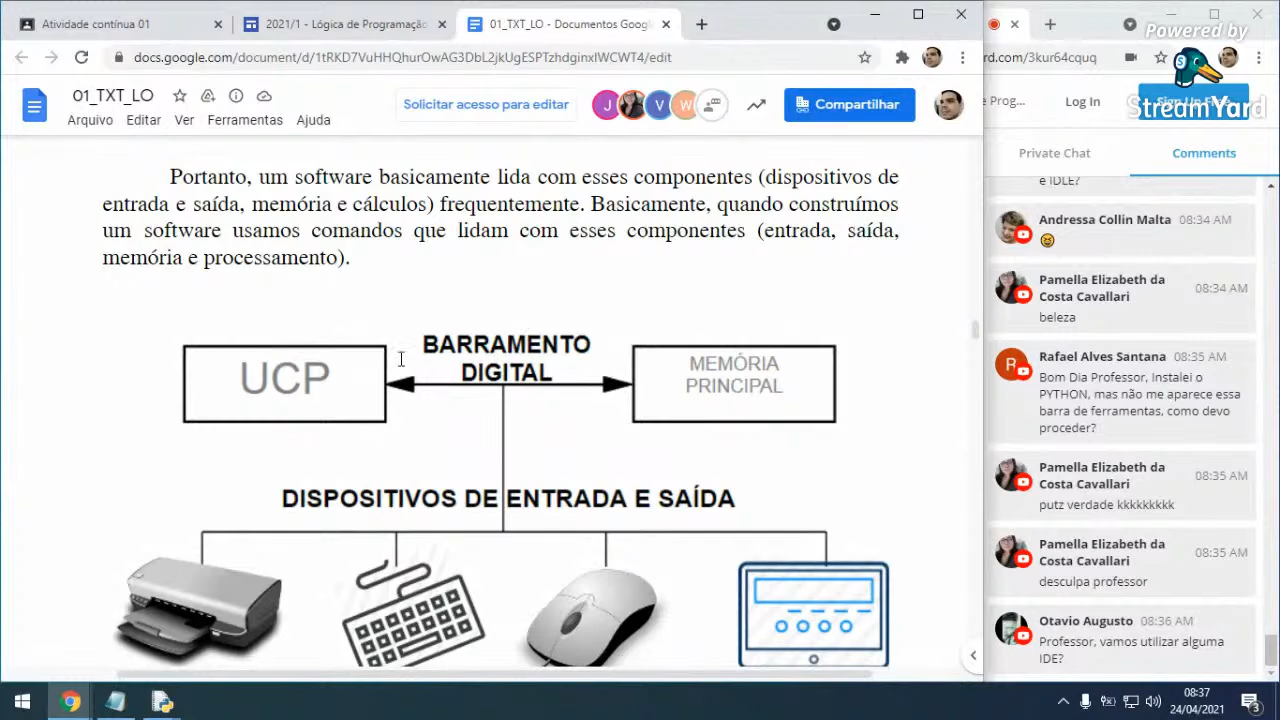 Atividade contínua 01
2021/1 - Lógica de Programação
01_TXT_LO - Documentos Googl
docs.google.com/document/d/1tRKD7VuHHQhurOwAG3DbL2jkUgESPTzhdginxIWCWT4/edit
rd.com/3kur64cquq
Powered by
StreamYard
01_TXT_LO
Arquivo Editar Ver Ferramentas Ajuda
Solicitar acesso para editar
J V W
Compartilhar
e Prog... Log In
Private Chat Comments
Portanto, um software basicamente lida com esses componentes (dispositivos de
entrada e saída, memória e cálculos) frequentemente. Basicamente, quando construímos
um software usamos comandos que lidam com esses componentes (entrada, saída,
memória e processamento).
UCP
BARRAMENTO
DIGITAL
MEMÓRIA
PRINCIPAL
DISPOSITIVOS DE ENTRADA E SAÍDA
e IDLE?
Andressa Collin Malta 08:34 AM
Pamella Elizabeth da
Costa Cavallari 08:34 AM
beleza
R
Rafael Alves Santana 08:35 AM
Bom Dia Professor, Instalei o
PYTHON, mas não me aparece essa
barra de ferramentas, como devo
proceder?
Pamella Elizabeth da
Costa Cavallari 08:35 AM
putz verdade kkkkkkkkk
Pamella Elizabeth da
Costa Cavallari 08:35 AM
desculpa professor
Otavio Augusto 08:36 AM
Professor, vamos utilizar alguma
IDE?
08:37
24/04/2021
3